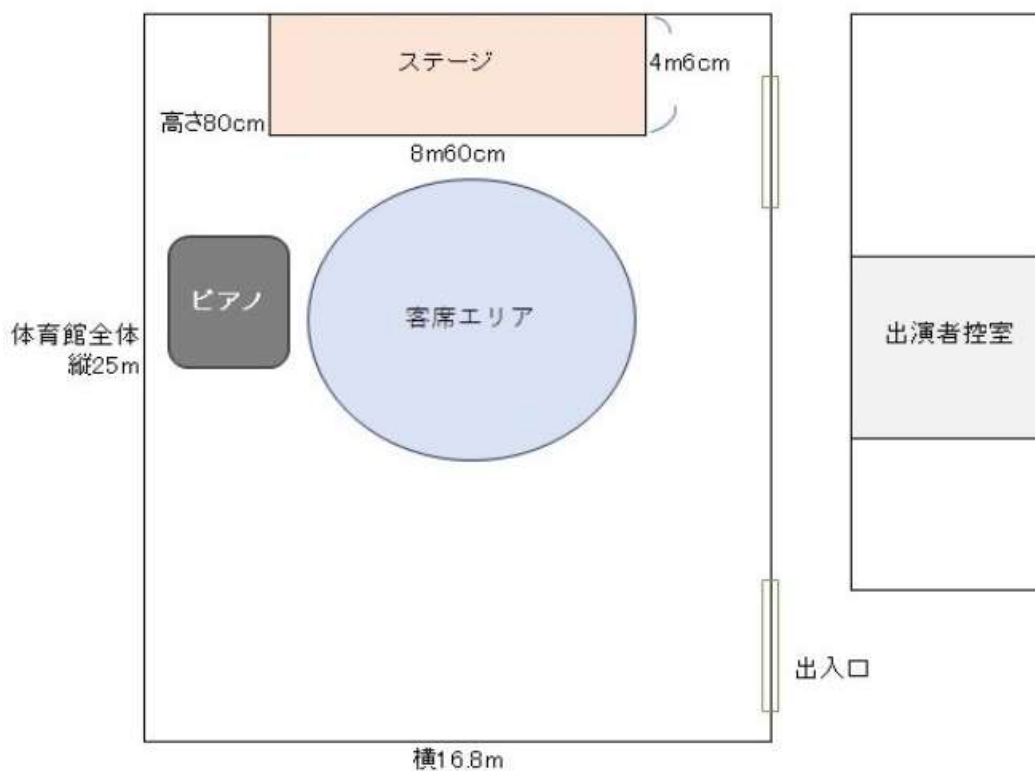 ステージ
4m6cm
高さ80cm
8m60cm
ピアノ
客席エリア
体育館全体
縦25m
出演者控室
出入口
横16.8m